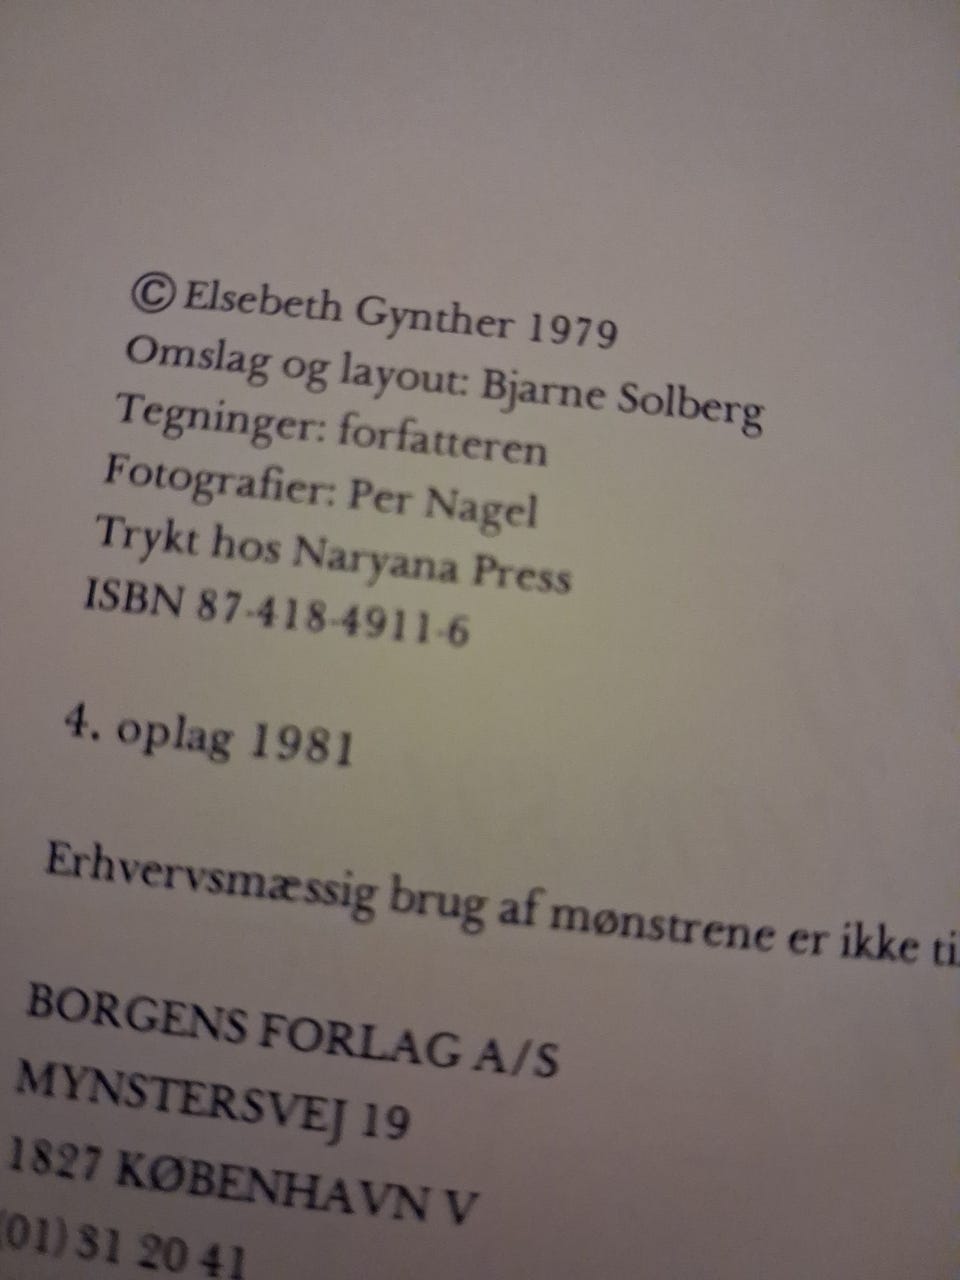 © Elsebeth Gynther 1979
Omslag og layout: Bjarne Solberg
Tegninger: forfatteren
Fotografier: Per Nagel
Trykt hos Naryana Press
ISBN 87-418-4911-6
4. oplag 1981
Erhvervsmæssig brug af mønstrene er ikke
BORGENS FORLAG A/S
MYNSTERSVEJ 19
1827 KØBENHAVN V
(01) 31 20 41